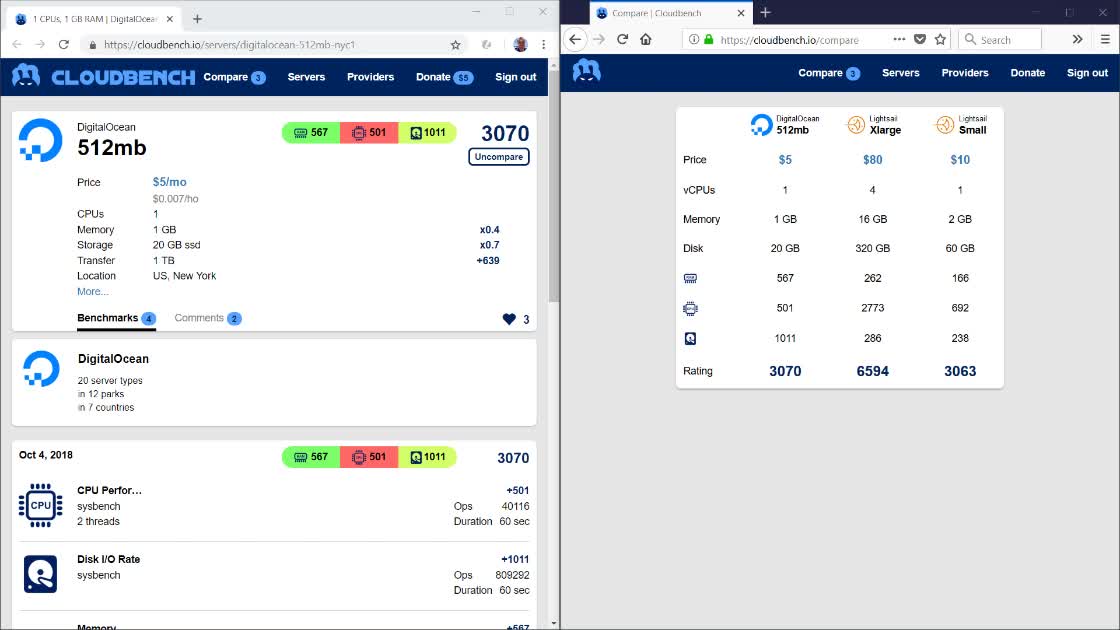 1 CPUs, 1 GB RAM | DigitalOcea
https://cloudbench.io/servers/digitalocean-512mb-nyc1
CLOUDBENCH
Compare 3
Servers
Providers
Donate $5
Sign out
DigitalOcean
512mb
567
501
1011
3070
Uncompare
Price $5/mo
$0.007/ho
CPUs 1
Memory 1 GB x0.4
Storage 20 GB ssd x0.7
Transfer 1 TB +639
Location US, New York
More...
Benchmarks 4
Comments 2
3
DigitalOcean
20 server types
in 12 parks
in 7 countries
Oct 4, 2018
567
501
1011
3070
CPU
CPU Perfor… +501
sysbench Ops 40116
2 threads Duration 60 sec
Disk I/O Rate +1011
sysbench Ops 809292
Duration 60 sec
Memory +567
Compare | Cloudbench
https://cloudbench.io/compare
Search
Compare 3
Servers
Providers
Donate
Sign out
DigitalOcean
512mb
Lightsail
Xlarge
Lightsail
Small
Price $5 $80 $10
vCPUs 1 4 1
Memory 1 GB 16 GB 2 GB
Disk 20 GB 320 GB 60 GB
567 262 166
501 2773 692
1011 286 238
Rating 3070 6594 3063